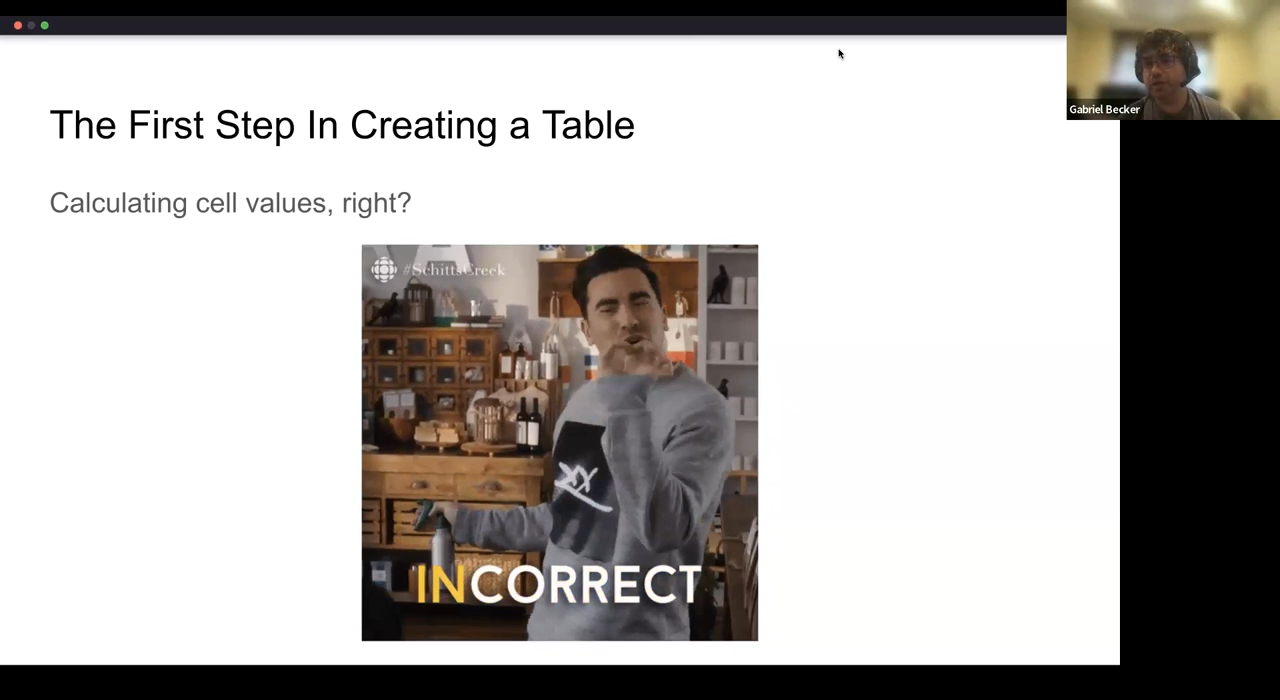 The First Step In Creating a Table
Gabriel Becker
Calculating cell values, right?
#SchittsCreek
INCORRECT